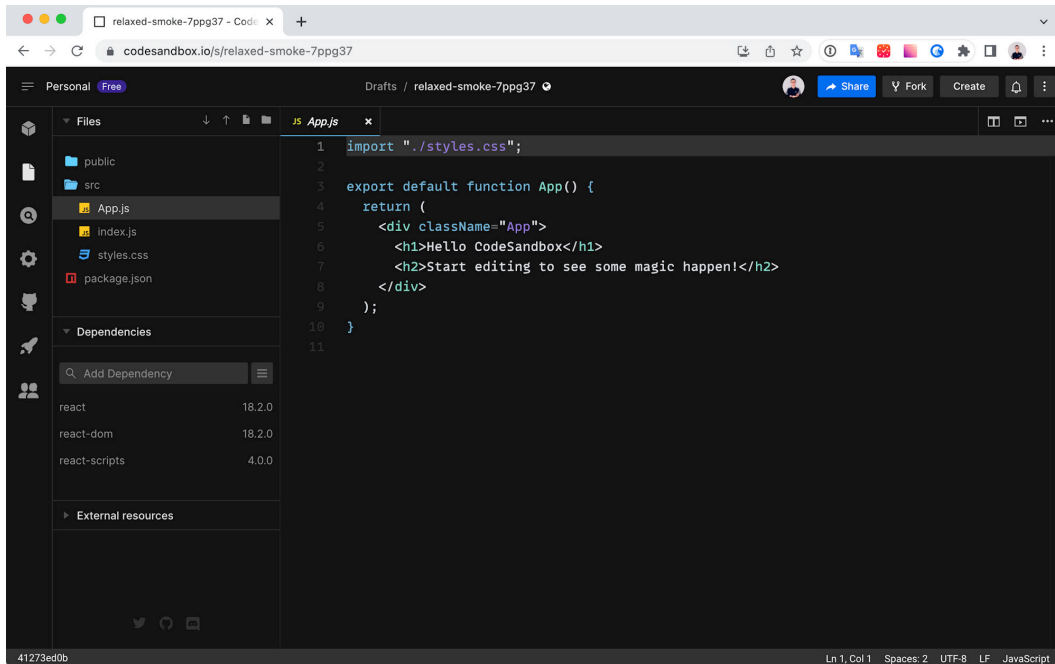 relaxed-smoke-7ppg37 - Code
codesandbox.io/s/relaxed-smoke-7ppg37
Personal Free
Drafts / relaxed-smoke-7ppg37
Share
Fork
Create
Files
public
src
JS App.js
JS index.js
styles.css
package.json
Dependencies
Add Dependency
react 18.2.0
react-dom 18.2.0
react-scripts 4.0.0
External resources
JS App.js
1 import "./styles.css";
2
3 export default function App() {
4 return (
5 <div className="App">
6 <h1>Hello CodeSandbox</h1>
7 <h2>Start editing to see some magic happen!</h2>
8 </div>
9 );
10 }
11
41273ed0b
Ln 1, Col 1 Spaces: 2 UTF-8 LF JavaScript